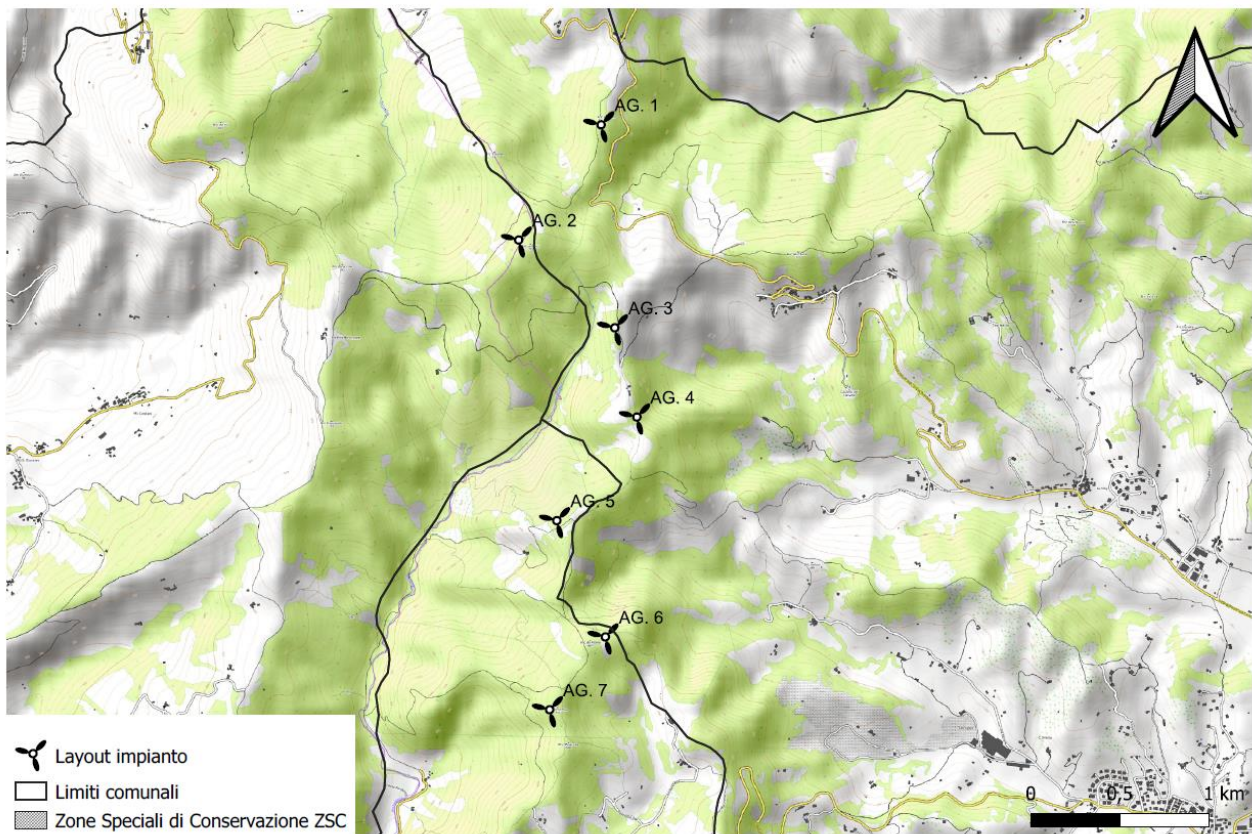 AG. 1
AG. 2
AG. 3
AG. 4
AG. 5
AG. 6
AG. 7
Layout impianto
Limiti comunali
Zone Speciali di Conservazione ZSC
0 0.5 1 km